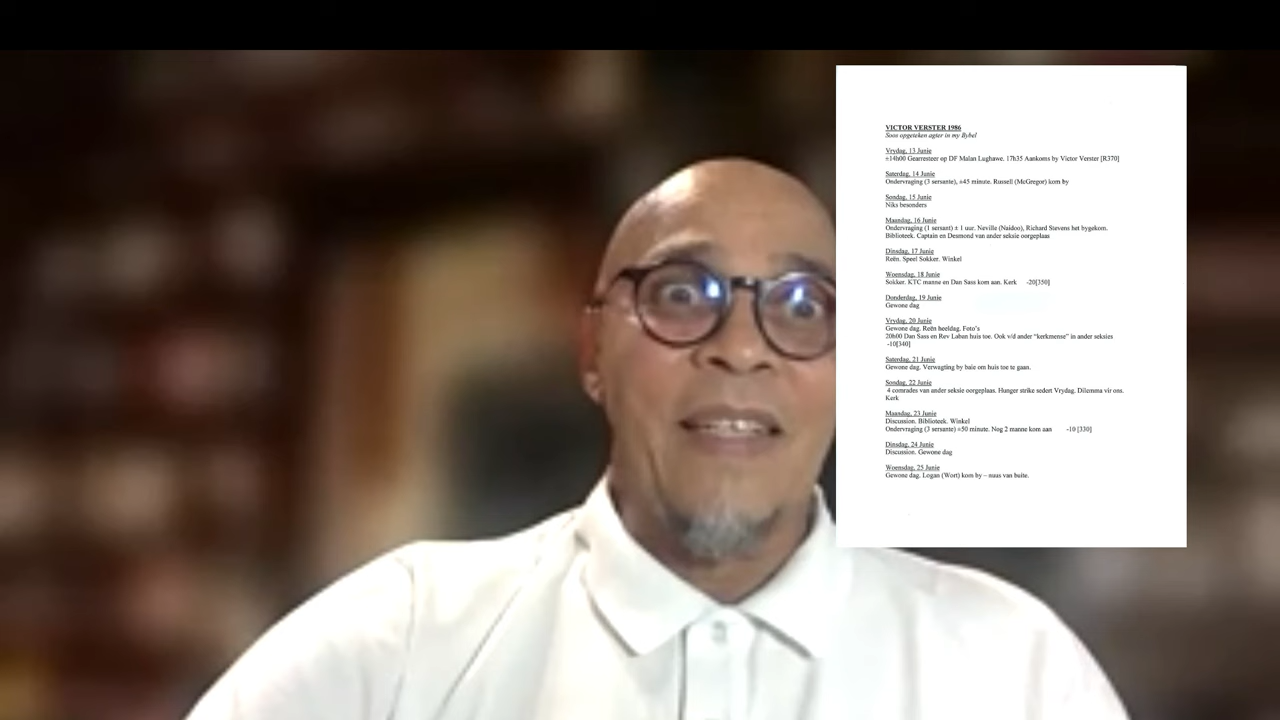 VICTOR VERSTER 1986
Soos opgeteken agter in my Bybel
Vrydag, 13 Junie
±14h00 Gearresteer op DF Malan Lughawe. 17h35 Aankoms by Victor Verster [R370]
Saterdag, 14 Junie
Ondervraging (3 sersante), ±45 minute. Russell (McGregor) kom by
Sondag, 15 Junie
Niks besonders
Maandag, 16 Junie
Ondervraging (1 sersant) ± 1 uur. Neville (Naidoo), Richard Stevens het bygekom.
Biblioteek. Captain en Desmond van ander seksie oorgeplaas
Dinsdag, 17 Junie
Reën. Speel Sokker. Winkel
Woensdag, 18 Junie
Sokker. KTC manne en Dan Sass kom aan. Kerk -20[350]
Donderdag, 19 Junie
Gewone dag
Vrydag, 20 Junie
Gewone dag. Reën heeldag. Foto's
20h00 Dan Sass en Rev Laban huis toe. Ook v/d ander "kerkmense" in ander seksies
-10[340]
Saterdag, 21 Junie
Gewone dag. Verwagting by baie om huis toe te gaan.
Sondag, 22 Junie
4 comrades van ander seksie oorgeplaas. Hunger strike sedert Vrydag. Dilemma vir ons.
Kerk
Maandag, 23 Junie
Discussion. Biblioteek. Winkel
Ondervraging (3 sersante) ±50 minute. Nog 2 manne kom aan -10 [330]
Dinsdag, 24 Junie
Discussion. Gewone dag
Woensdag, 25 Junie
Gewone dag. Logan (Wort) kom by – nuus van buite.